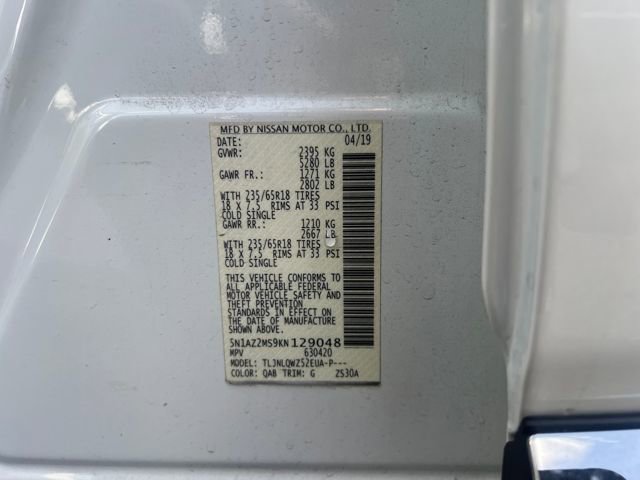 MFD BY NISSAN MOTOR CO., LTD.
DATE: 04/19
GVWR: 2395 KG
5280 LB
GAWR FR.: 1271 KG
2802 LB
WITH 235/65R18 TIRES
18 X 7.5 RIMS AT 33 PSI
COLD SINGLE
GAWR RR.: 1210 KG
2667 LB
WITH 235/65R18 TIRES
18 X 7.5 RIMS AT 33 PSI
COLD SINGLE
THIS VEHICLE CONFORMS TO
ALL APPLICABLE FEDERAL
MOTOR VEHICLE SAFETY AND
THEFT PREVENTION
STANDARDS IN EFFECT ON
THE DATE OF MANUFACTURE
SHOWN ABOVE.
5N1AZ2MS9KN129048
MPV 630420
MODEL: TLJNLQWZ52EUA-P---
COLOR: QAB TRIM: G ZS30A